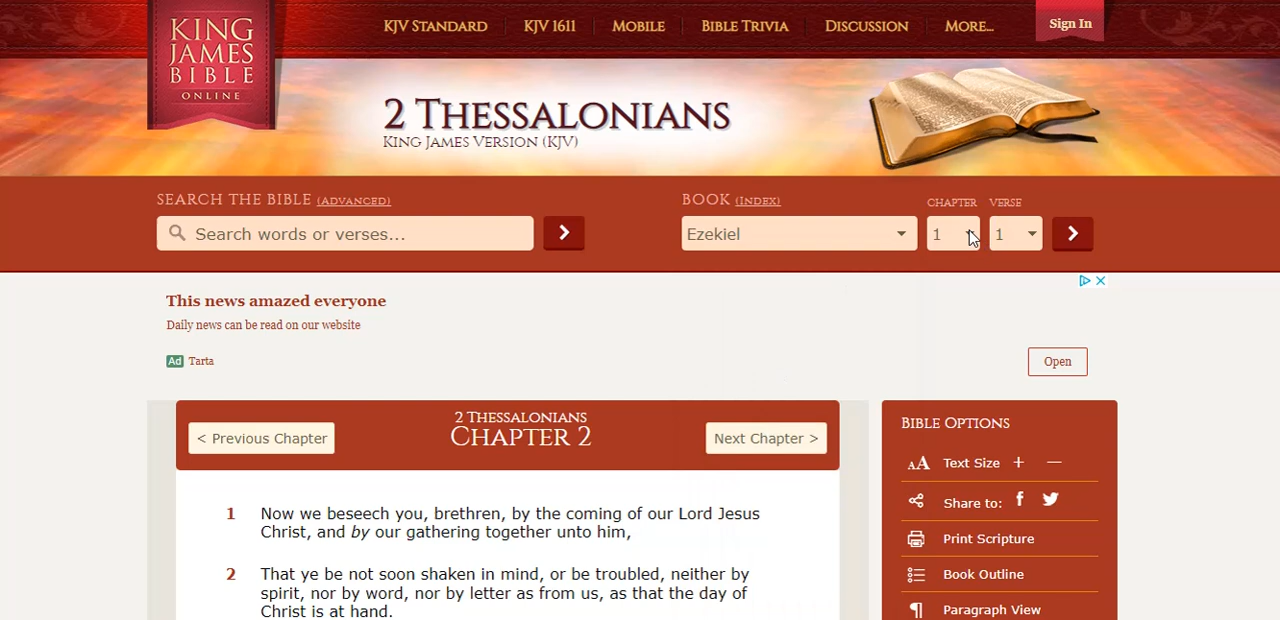 KING
JAMES
BIBLE
ONLINE
KJV STANDARD KJV 1611 MOBILE BIBLE TRIVIA DISCUSSION MORE...
Sign In
2 THESSALONIANS
KING JAMES VERSION (KJV)
SEARCH THE BIBLE (ADVANCED)
BOOK (INDEX) CHAPTER VERSE
Search words or verses...
Ezekiel 1 1
This news amazed everyone
Daily news can be read on our website
Ad Tarta
Open
2 THESSALONIANS
CHAPTER 2
< Previous Chapter
Next Chapter >
1 Now we beseech you, brethren, by the coming of our Lord Jesus
Christ, and by our gathering together unto him,
2 That ye be not soon shaken in mind, or be troubled, neither by
spirit, nor by word, nor by letter as from us, as that the day of
Christ is at hand.
BIBLE OPTIONS
AA Text Size + —
Share to:
Print Scripture
Book Outline
¶ Paragraph View